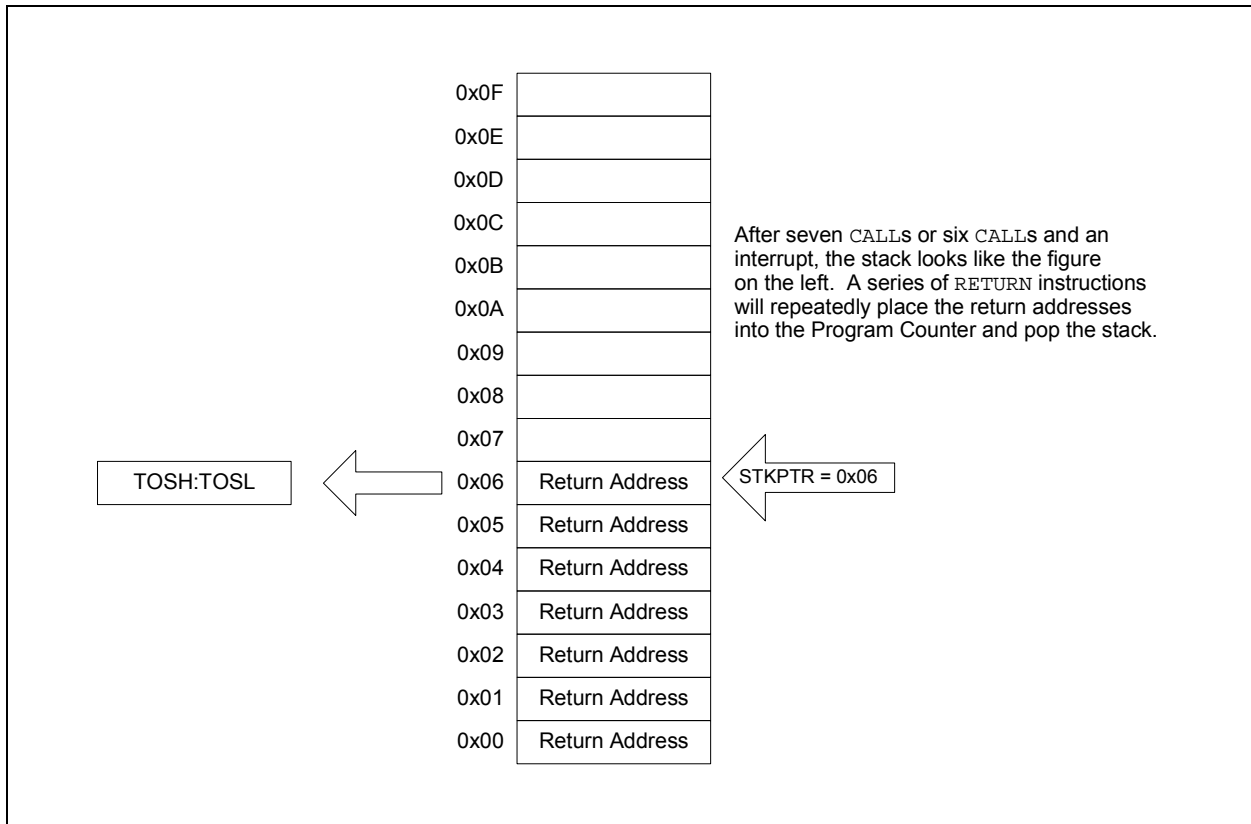 0x0F
0x0E
0x0D
0x0C
0x0B
0x0A
0x09
0x08
0x07
After seven CALLs or six CALLs and an
interrupt, the stack looks like the figure
on the left. A series of RETURN instructions
will repeatedly place the return addresses
into the Program Counter and pop the stack.
TOSH:TOSL
0x06 Return Address
STKPTR = 0x06
0x05 Return Address
0x04 Return Address
0x03 Return Address
0x02 Return Address
0x01 Return Address
0x00 Return Address